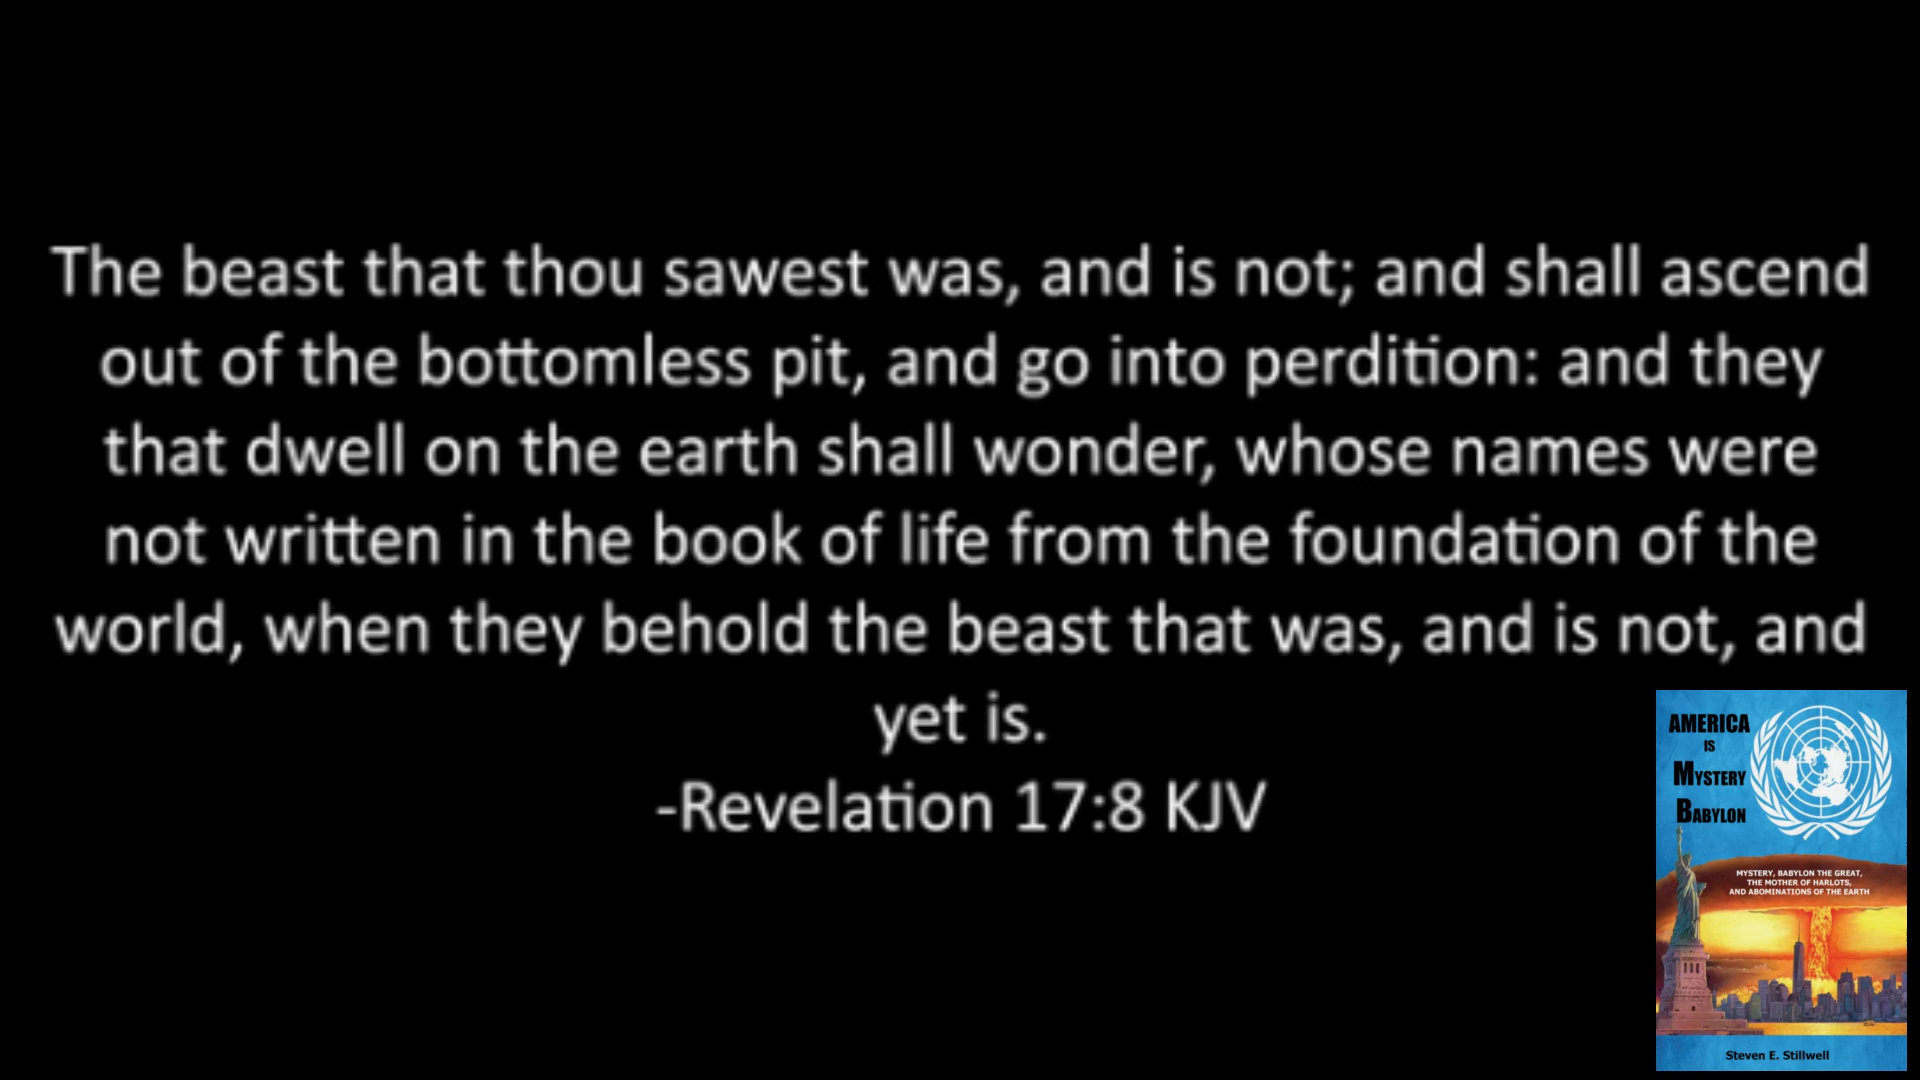 The beast that thou sawest was, and is not; and shall ascend
out of the bottomless pit, and go into perdition: and they
that dwell on the earth shall wonder, whose names were
not written in the book of life from the foundation of the
world, when they behold the beast that was, and is not, and
yet is.
-Revelation 17:8 KJV
AMERICA
IS
MYSTERY
BABYLON
MYSTERY, BABYLON THE GREAT,
THE MOTHER OF HARLOTS,
AND ABOMINATIONS OF THE EARTH
Steven E. Stillwell